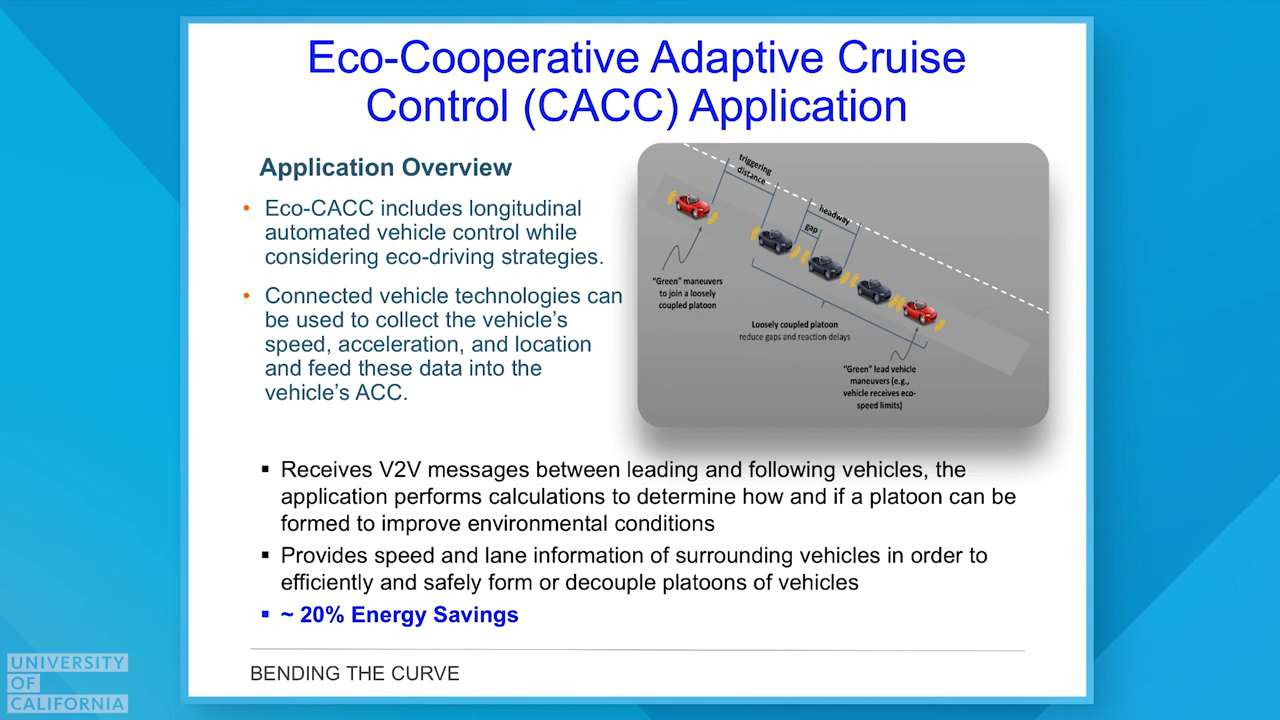 Eco-Cooperative Adaptive Cruise
Control (CACC) Application
Application Overview
• Eco-CACC includes longitudinal
automated vehicle control while
considering eco-driving strategies.
• Connected vehicle technologies can
be used to collect the vehicle's
speed, acceleration, and location
and feed these data into the
vehicle's ACC.
triggering
distance
headway
gap
"Green" maneuvers
to join a loosely
coupled platoon
Loosely coupled platoon
reduce gaps and reaction delays
"Green" lead vehicle
maneuvers (e.g.,
vehicle receives eco-
speed limits)
▪ Receives V2V messages between leading and following vehicles, the
application performs calculations to determine how and if a platoon can be
formed to improve environmental conditions
▪ Provides speed and lane information of surrounding vehicles in order to
efficiently and safely form or decouple platoons of vehicles
▪ ~ 20% Energy Savings
BENDING THE CURVE
UNIVERSITY
OF
CALIFORNIA